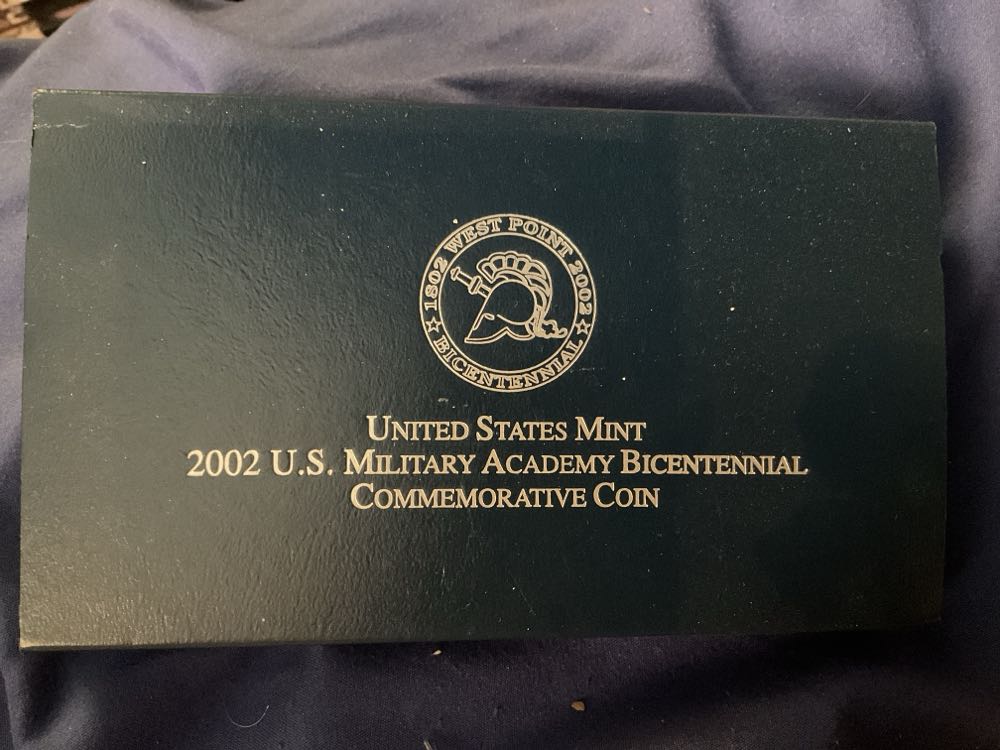 1802 WEST POINT 2002
BICENTENNIAL
UNITED STATES MINT
2002 U.S. MILITARY ACADEMY BICENTENNIAL
COMMEMORATIVE COIN